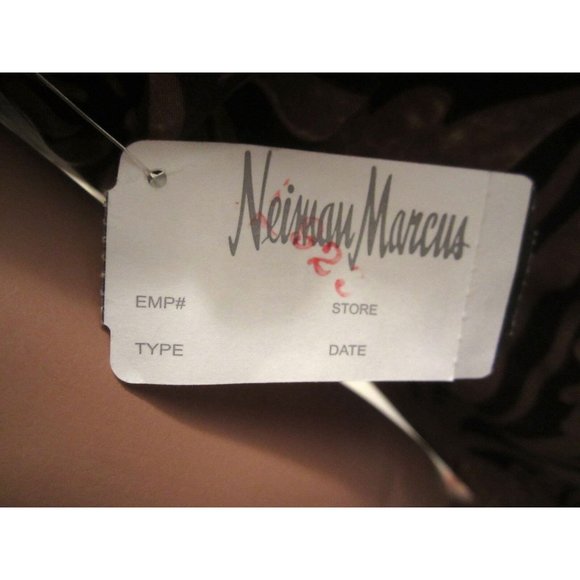 Neiman Marcus
EMP# STORE
TYPE DATE